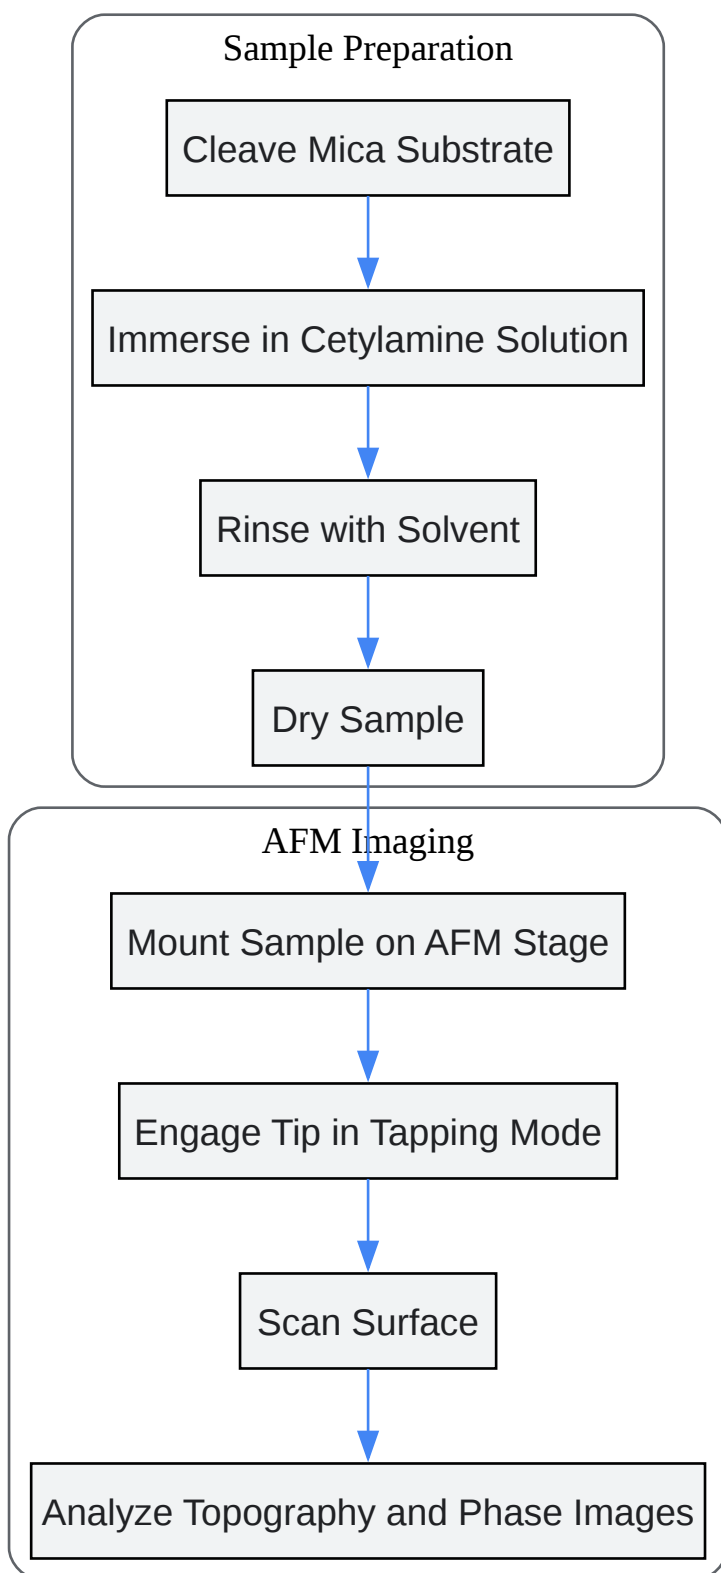 Sample Preparation
Cleave Mica Substrate
Immerse in Cetylamine Solution
Rinse with Solvent
Dry Sample
AFM Imaging
Mount Sample on AFM Stage
Engage Tip in Tapping Mode
Scan Surface
Analyze Topography and Phase Images